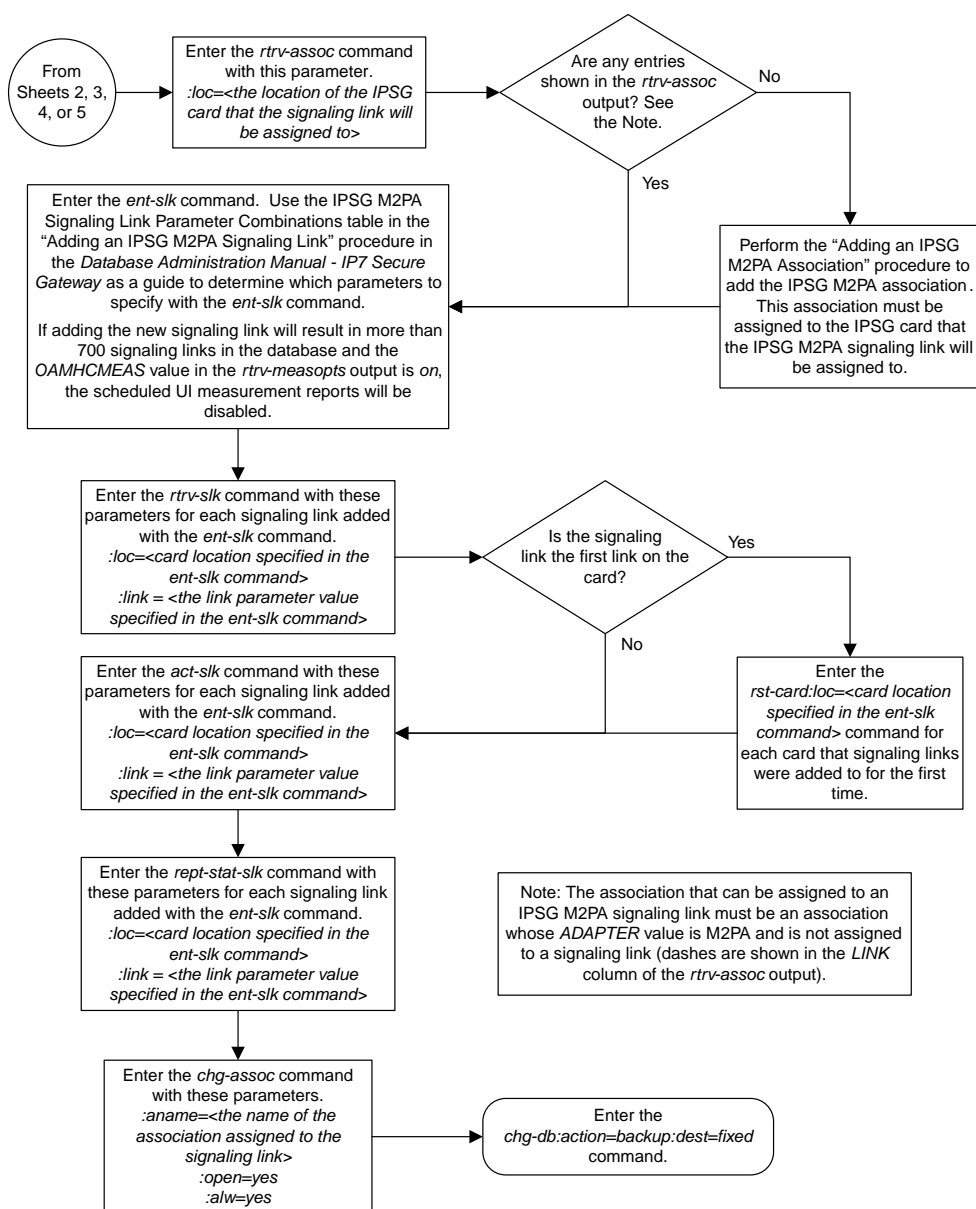 From
Sheets 2, 3,
4, or 5
Enter the rtrv-assoc command
with this parameter.
:loc=<the location of the IPSG
card that the signaling link will
be assigned to>
Are any entries
shown in the rtrv-assoc
output? See
the Note.
No
Yes
Perform the “Adding an IPSG
M2PA Association” procedure to
add the IPSG M2PA association.
This association must be
assigned to the IPSG card that
the IPSG M2PA signaling link will
be assigned to.
Enter the ent-slk command. Use the IPSG M2PA
Signaling Link Parameter Combinations table in the
“Adding an IPSG M2PA Signaling Link” procedure in
the Database Administration Manual - IP7 Secure
Gateway as a guide to determine which parameters to
specify with the ent-slk command.
If adding the new signaling link will result in more than
700 signaling links in the database and the
OAMHCMEAS value in the rtrv-measopts output is on,
the scheduled UI measurement reports will be
disabled.
Enter the rtrv-slk command with these
parameters for each signaling link added
with the ent-slk command.
:loc=<card location specified in the
ent-slk command>
:link = <the link parameter value
specified in the ent-slk command>
Is the signaling
link the first link on the
card?
Yes
No
Enter the
rst-card:loc=<card location
specified in the ent-slk
command> command for
each card that signaling links
were added to for the first
time.
Enter the act-slk command with these
parameters for each signaling link added
with the ent-slk command.
:loc=<card location specified in the
ent-slk command>
:link = <the link parameter value
specified in the ent-slk command>
Enter the rept-stat-slk command with
these parameters for each signaling link
added with the ent-slk command.
:loc=<card location specified in the
ent-slk command>
:link = <the link parameter value
specified in the ent-slk command>
Note: The association that can be assigned to an
IPSG M2PA signaling link must be an association
whose ADAPTER value is M2PA and is not assigned
to a signaling link (dashes are shown in the LINK
column of the rtrv-assoc output).
Enter the chg-assoc command
with these parameters.
:aname=<the name of the
association assigned to the
signaling link>
:open=yes
:alw=yes
Enter the
chg-db:action=backup:dest=fixed
command.